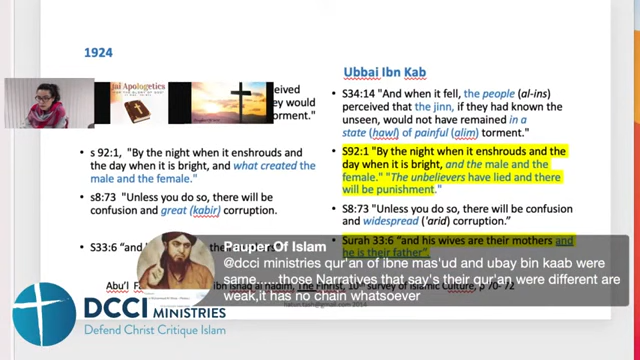 1924
Ubbai Ibn Kab
Apologetics
eived
ey would
orment."
S34:14 "And when it fell, the people (al-ins)
perceived that the jinn, if they had known the
unseen, would not have remained in a
state (hawl) of painful (alim) torment."
• s 92:1, "By the night when it enshrouds and
the day when it is bright, and what created the
male and the female."
• S92:1 "By the night when it enshrouds and the
day when it is bright, and the male and the
female." "The unbelievers have lied and there
will be punishment."
• s8:73 "Unless you do so, there will be
confusion and great (kabir) corruption.
• S8:73 "Unless you do so, there will be confusion
and widespread ('arid) corruption."
• S33:6 "and
• Surah 33:6 "and his wives are their mothers and
he is their father".
Pauper Of Islam
@dcci ministries qur'an of ibne mas'ud and ubay bin kaab were
same.....those Narratives that say's their qur'an were different are
weak,it has no chain whatsoever
Abu'l
Ibn Ishaq al nadim, The Fihrist, 10th survey of Islamic Culture, p 70- 72
DCCI
MINISTRIES
Defend Christ Critique Islam